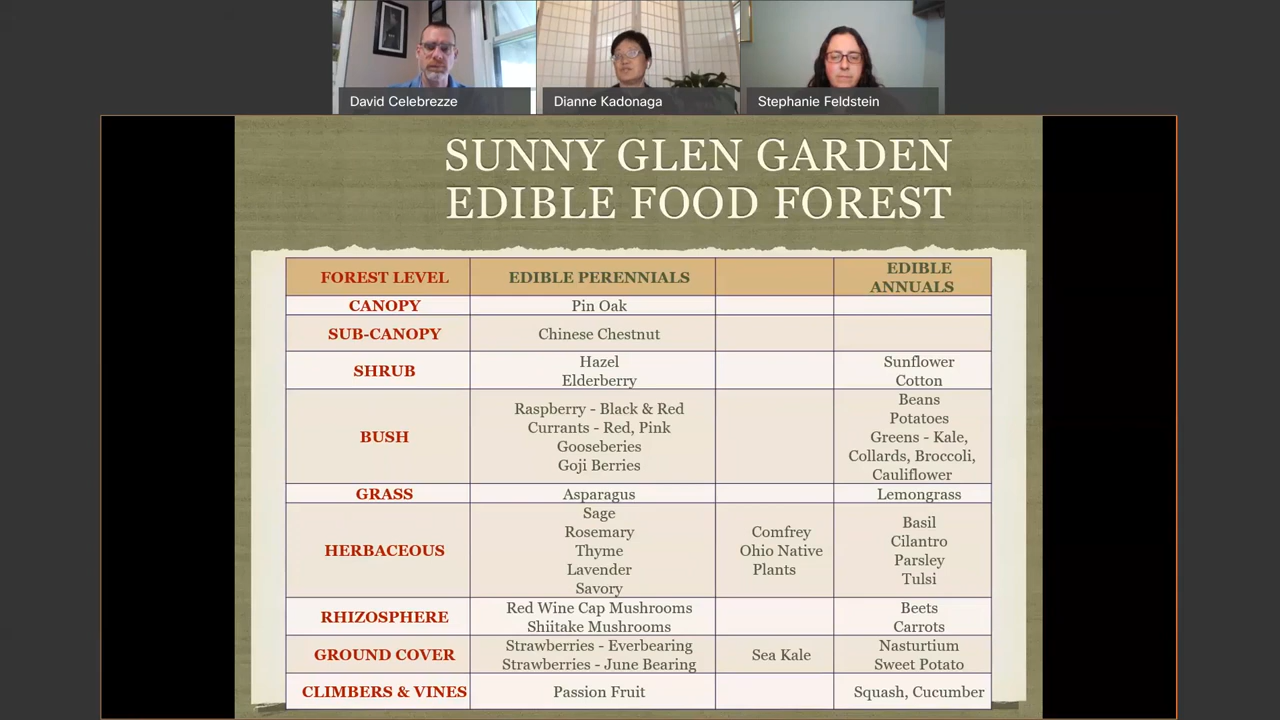 David Celebrezze
Dianne Kadonaga
Stephanie Feldstein
SUNNY GLEN GARDEN
EDIBLE FOOD FOREST
FOREST LEVEL
EDIBLE PERENNIALS
EDIBLE
ANNUALS
CANOPY
Pin Oak
SUB-CANOPY
Chinese Chestnut
SHRUB
Hazel
Elderberry
Sunflower
Cotton
BUSH
Raspberry - Black & Red
Currants - Red, Pink
Gooseberies
Goji Berries
Beans
Potatoes
Greens - Kale,
Collards, Broccoli,
Cauliflower
GRASS
Asparagus
Lemongrass
HERBACEOUS
Sage
Rosemary
Thyme
Lavender
Savory
Comfrey
Ohio Native
Plants
Basil
Cilantro
Parsley
Tulsi
RHIZOSPHERE
Red Wine Cap Mushrooms
Shiitake Mushrooms
Beets
Carrots
GROUND COVER
Strawberries - Everbearing
Strawberries - June Bearing
Sea Kale
Nasturtium
Sweet Potato
CLIMBERS & VINES
Passion Fruit
Squash, Cucumber